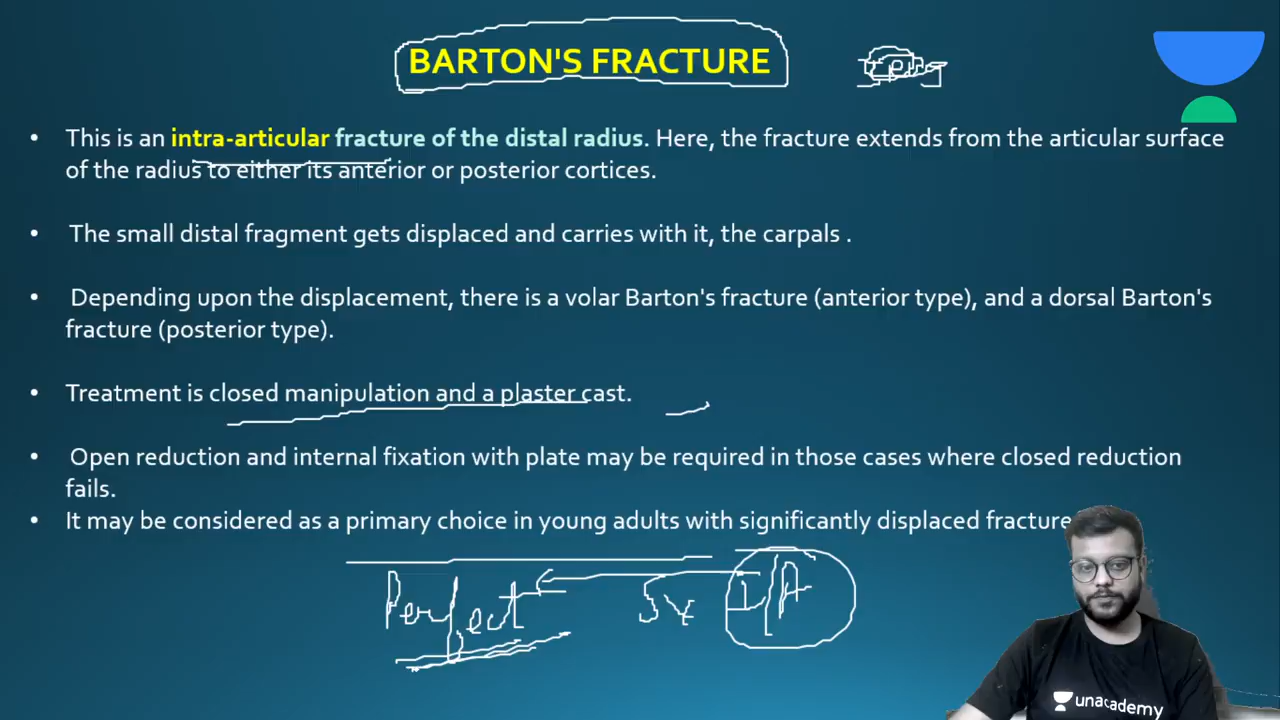 BARTON'S FRACTURE
• This is an intra-articular fracture of the distal radius. Here, the fracture extends from the articular surface
of the radius to either its anterior or posterior cortices.
• The small distal fragment gets displaced and carries with it, the carpals .
• Depending upon the displacement, there is a volar Barton's fracture (anterior type), and a dorsal Barton's
fracture (posterior type).
• Treatment is closed manipulation and a plaster cast.
• Open reduction and internal fixation with plate may be required in those cases where closed reduction
fails.
• It may be considered as a primary choice in young adults with significantly displaced fracture
Perfect
unacademy